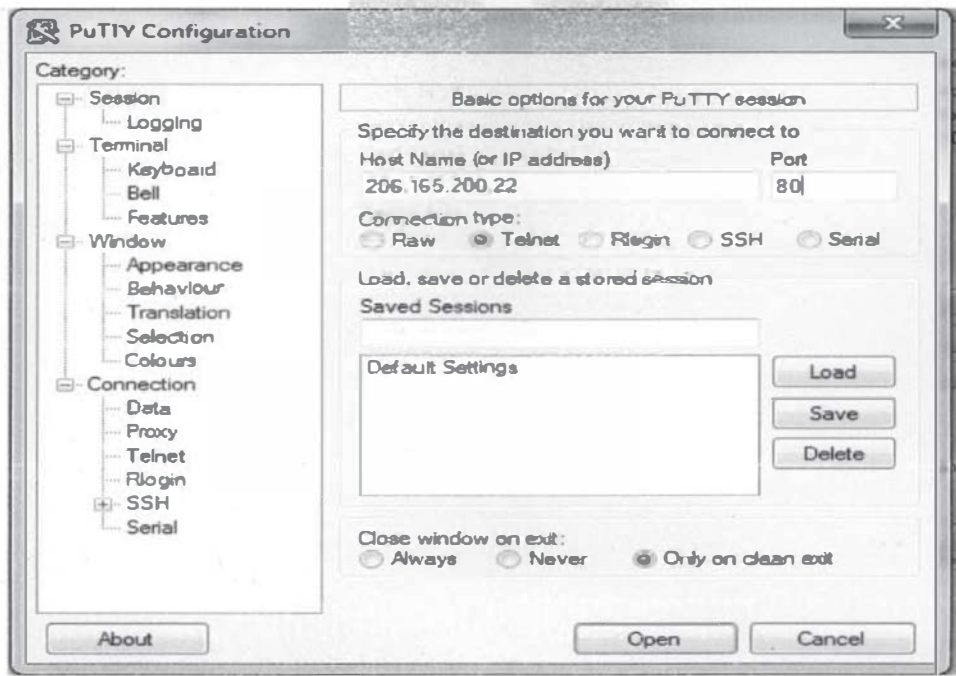 PuTTY Configuration
Category:
Session
Logging
Terminal
Keyboard
Bell
Features
Window
Appearance
Behaviour
Translation
Selection
Colours
Connection
Data
Proxy
Telnet
Rlogin
SSH
Serial
Basic options for your PuTTY session
Specify the destination you want to connect to
Host Name (or IP address) Port
206.165.200.22 80
Connection type:
Raw Telnet Rlogin SSH Serial
Load, save or delete a stored session
Saved Sessions
Default Settings
Load
Save
Delete
Close window on exit:
Always Never Only on clean exit
About Open Cancel